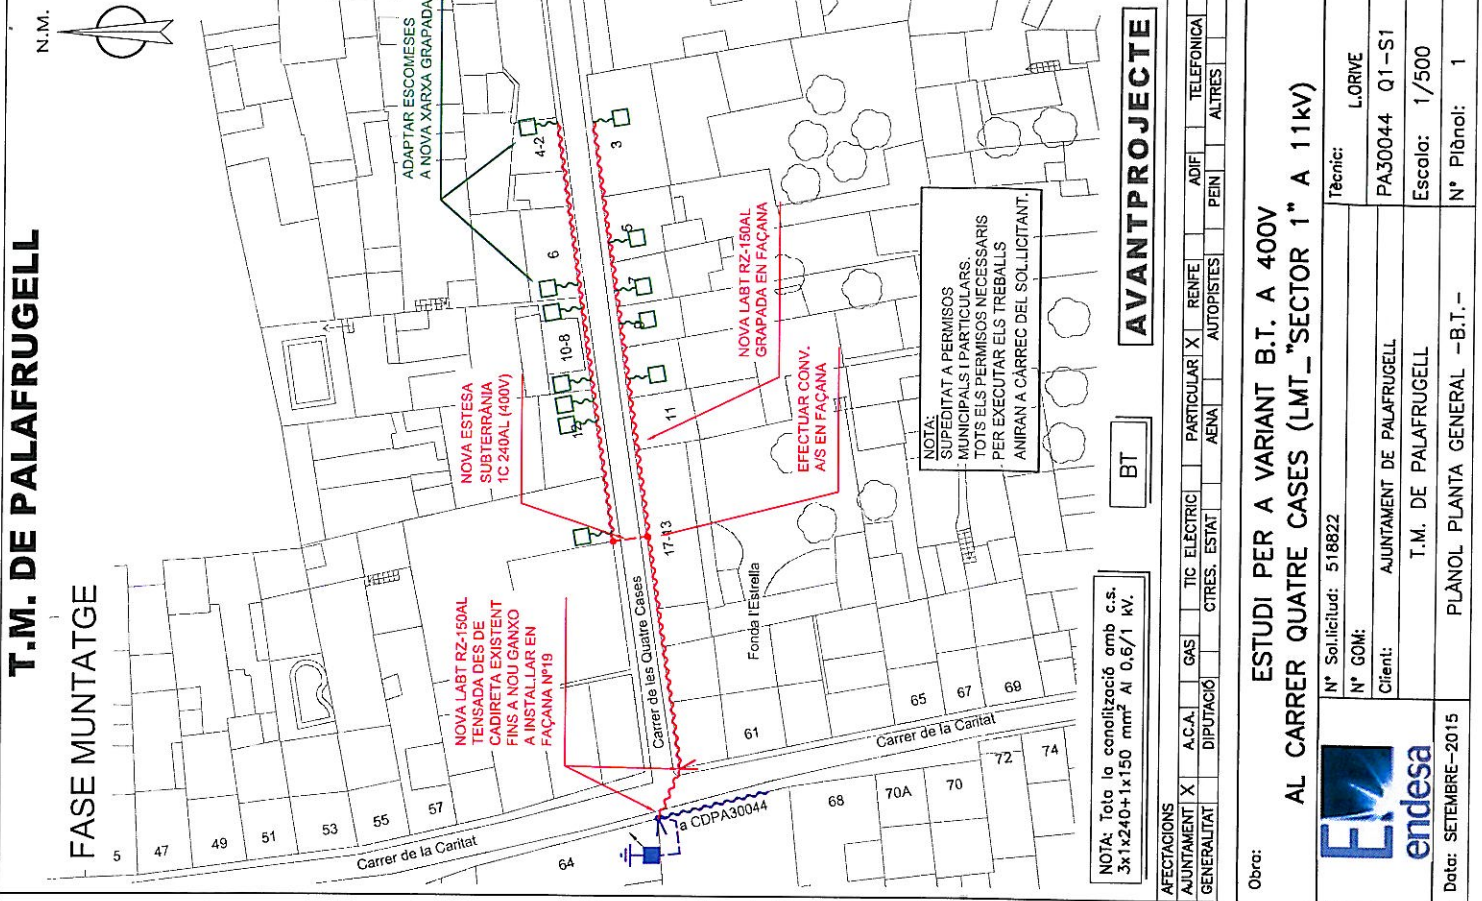 T.M. DE PALAFRUGELL
N.M.
FASE MUNTATGE
ADAPTAR ESCOMESES
A NOVA XARXA GRAPADA
4-2
3
6
5
7
10-8
11
12
17-13
NOVA ESTESA
SUBTERRÀNIA
1C 240AL (400V)
NOVA LABT RZ-150AL
GRAPADA EN FAÇANA
EFECTUAR CONV.
A/S EN FAÇANA
NOVA LABT RZ-150AL
TENSADA DES DE
CADIRETA EXISTENT
FINS A NOU GANXO
A INSTAL.LAR EN
FAÇANA Nº19
Carrer de les Quatre Cases
Fonda l'Estrella
5
47
49
51
53
55
57
Carrer de la Caritat
64
a CDPA30044
61
65
67
69
Carrer de la Caritat
68
70A
70
72
74
NOTA:
SUPEDITAT A PERMISOS
MUNICIPALS I PARTICULARS.
TOTS ELS PERMISOS NECESSARIS
PER EXECUTAR ELS TREBALLS
ANIRAN A CÀRREC DEL SOL.LICITANT.
NOTA: Tota la canalització amb c.s.
3x1x240+1x150 mm² Al 0,6/1 kV.
BT
AVANTPROJECTE
AFECTACIONS
AJUNTAMENT X A.C.A. GAS TIC ELÈCTRIC PARTICULAR X RENFE ADIF TELEFONICA
GENERALITAT DIPUTACIÓ CTRES. ESTAT AENA AUTOPISTES PEIN ALTRES
Obra:
ESTUDI PER A VARIANT B.T. A 400V
AL CARRER QUATRE CASES (LMT_"SECTOR 1" A 11kV)
endesa
Data: SETEMBRE-2015
Nº Sol.licitud: 518822
Nº GOM:
Client: AJUNTAMENT DE PALAFRUGELL
T.M. DE PALAFRUGELL
PLÀNOL PLANTA GENERAL -B.T.-
Tècnic:
L.ORIVE
PA30044 Q1-S1
Escala: 1/500
Nº Plànol: 1